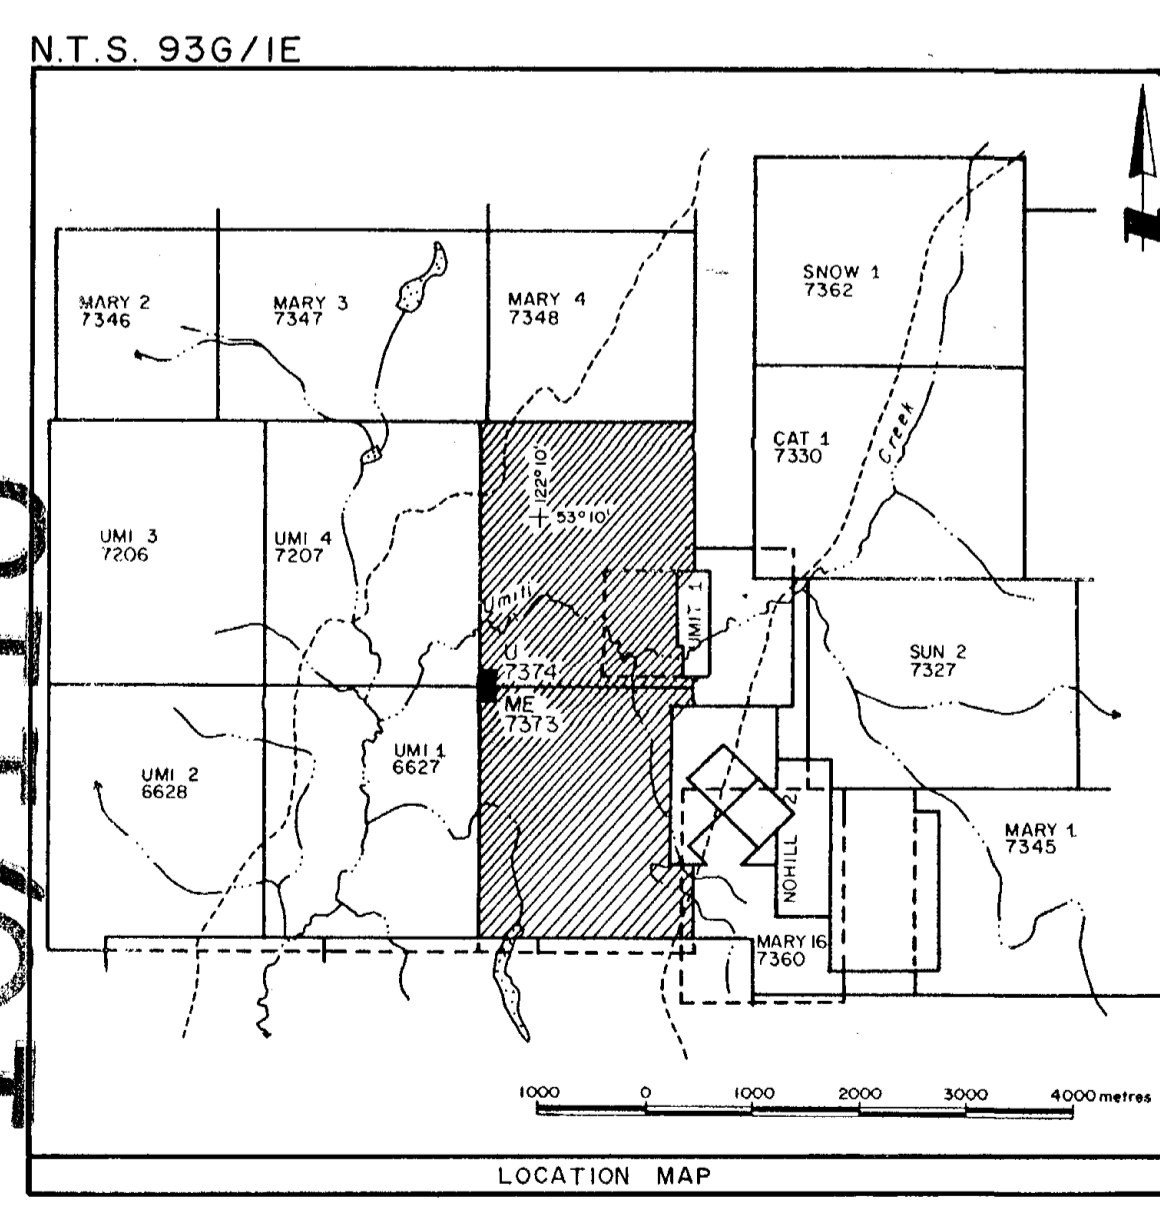 N.T.S. 93G/1E
SNOW 1
7362
MARY 2
7346
MARY 3
7347
MARY 4
7348
CAT 1
7330
Creek
122°10'
53°10'
UMI 3
7206
UMI 4
7207
Umiti
UMIT 1
U
7374
ME
7373
SUN 2
7327
UMI 2
6628
UMI 1
6627
NOHILL 2
MARY 1
7345
MARY 16
7360
1000 0 1000 2000 3000 4000 metres
LOCATION MAP